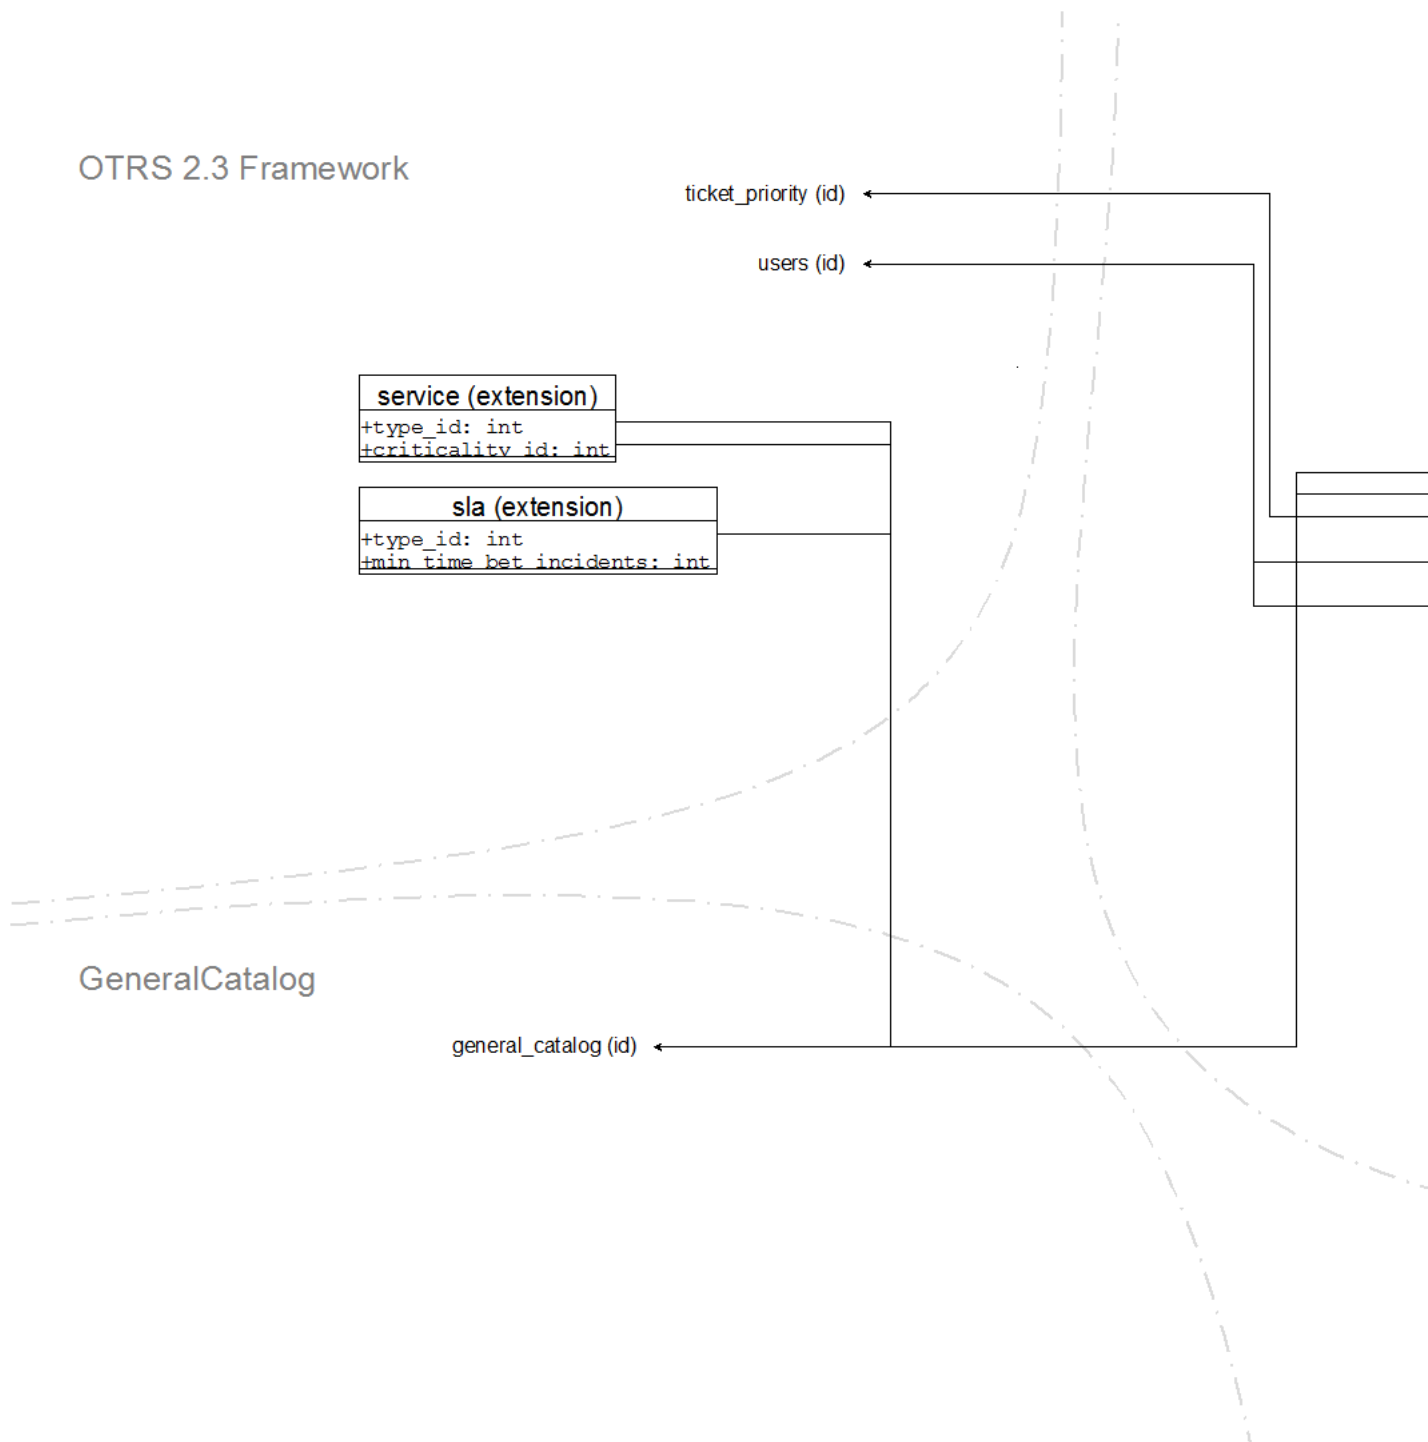 OTRS 2.3 Framework
ticket_priority (id)
users (id)
service (extension)
+type_id: int
+criticality_id: int
sla (extension)
+type_id: int
+min_time_bet_incidents: int
GeneralCatalog
general_catalog (id)